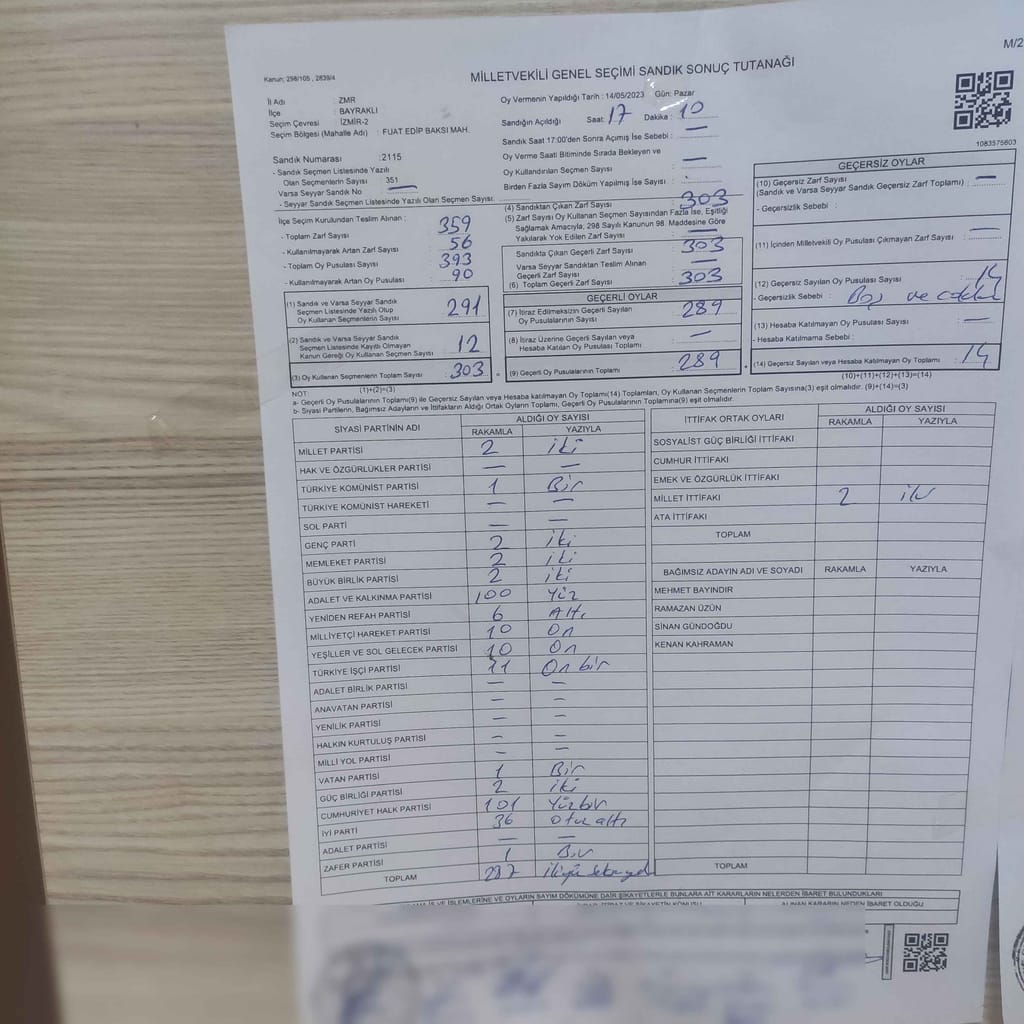 M/2
Kanun: 298/105 , 2839/4
MİLLETVEKİLİ GENEL SEÇİMİ SANDIK SONUÇ TUTANAĞI
İl Adı : ZMR
İlçe : BAYRAKLI
Seçim Çevresi : İZMİR-2
Seçim Bölgesi (Mahalle Adı) : FUAT EDİP BAKSI MAH.
Sandık Numarası : 2115
- Sandık Seçmen Listesinde Yazılı
Olan Seçmenlerin Sayısı : 351
Varsa Seyyar Sandık No —
- Seyyar Sandık Seçmen Listesinde Yazılı Olan Seçmen Sayısı:
Oy Vermenin Yapıldığı Tarih : 14/05/2023 Gün: Pazar
Sandığın Açıldığı Saat: 17 Dakika : 10
Sandık Saat 17:00'den Sonra Açımış İse Sebebi : —
Oy Verme Saati Bitiminde Sırada Bekleyen ve
Oy Kullandırılan Seçmen Sayısı : —
Birden Fazla Sayım Döküm Yapılmış İse Sayısı :
1083575603
İlçe Seçim Kurulundan Teslim Alınan :
- Toplam Zarf Sayısı : 359
- Kullanılmayarak Artan Zarf Sayısı : 56
- Toplam Oy Pusulası Sayısı : 393
- Kullanılmayarak Artan Oy Pusulası : 90
(1) Sandık ve Varsa Seyyar Sandık
Seçmen Listesinde Yazılı Olup
Oy Kullanan Seçmenlerin Sayısı : 291
(2) Sandık ve Varsa Seyyar Sandık
Seçmen Listesinde Kayıtlı Olmayan
Kanun Gereği Oy Kullanan Seçmen Sayısı : 12
(3) Oy Kullanan Seçmenlerin Toplam Sayısı : 303
(1)+(2)=(3)
(4) Sandıktan Çıkan Zarf Sayısı : 303
(5) Zarf Sayısı Oy Kullanan Seçmen Sayısından Fazla İse, Eşitliği
Sağlamak Amacıyla; 298 Sayılı Kanunun 98. Maddesine Göre
Yakılarak Yok Edilen Zarf Sayısı : —
Sandıkta Çıkan Geçerli Zarf Sayısı : 303
Varsa Seyyar Sandıktan Teslim Alınan
Geçerli Zarf Sayısı : —
(6) Toplam Geçerli Zarf Sayısı : 303
GEÇERLİ OYLAR
(7) İtiraz Edilmeksizin Geçerli Sayılan
Oy Pusulalarının Sayısı : 289
(8) İtiraz Üzerine Geçerli Sayılan veya
Hesaba Katılan Oy Pusulası Toplamı : —
(9) Geçerli Oy Pusulalarının Toplamı : 289
GEÇERSİZ OYLAR
(10) Geçersiz Zarf Sayısı : —
(Sandık ve Varsa Seyyar Sandık Geçersiz Zarf Toplamı)
- Geçersizlik Sebebi :
(11) İçinden Milletvekili Oy Pusulası Çıkmayan Zarf Sayısı : —
(12) Geçersiz Sayılan Oy Pusulası Sayısı : 14
- Geçersizlik Sebebi : Boş ve
(13) Hesaba Katılmayan Oy Pusulası Sayısı : —
- Hesaba Katılmama Sebebi :
(14) Geçersiz Sayılan veya Hesaba Katılmayan Oy Toplamı : 14
(10)+(11)+(12)+(13)=(14)
NOT:
a- Geçerli Oy Pusulalarının Toplamı(9) ile Geçersiz Sayılan veya Hesaba katılmayan Oy Toplamı(14) Toplamları, Oy Kullanan Seçmenlerin Toplam Sayısına(3) eşit olmalıdır. (9)+(14)=(3)
b- Siyasi Partilerin, Bağımsız Adayların ve İttifakların Aldığı Ortak Oyların Toplamı, Geçerli Oy Pusulalarının Toplamına(9) eşit olmalıdır.
SİYASİ PARTİNİN ADI ALDIĞI OY SAYISI
RAKAMLA YAZIYLA
MİLLET PARTİSİ 2 iki
HAK VE ÖZGÜRLÜKLER PARTİSİ — —
TÜRKİYE KOMÜNİST PARTİSİ 1 Bir
TÜRKİYE KOMÜNİST HAREKETİ — —
SOL PARTİ — —
GENÇ PARTİ 2 iki
MEMLEKET PARTİSİ 2 iki
BÜYÜK BİRLİK PARTİSİ 2 iki
ADALET VE KALKINMA PARTİSİ 100 Yüz
YENİDEN REFAH PARTİSİ 6 Altı
MİLLİYETÇİ HAREKET PARTİSİ 10 On
YEŞİLLER VE SOL GELECEK PARTİSİ 10 On
TÜRKİYE İŞÇİ PARTİSİ 11 On bir
ADALET BİRLİK PARTİSİ — —
ANAVATAN PARTİSİ — —
YENİLİK PARTİSİ — —
HALKIN KURTULUŞ PARTİSİ — —
MİLLİ YOL PARTİSİ — —
VATAN PARTİSİ 1 Bir
GÜÇ BİRLİĞİ PARTİSİ 2 iki
CUMHURİYET HALK PARTİSİ 101 Yüzbir
İYİ PARTİ 36 otuz altı
ADALET PARTİSİ — —
ZAFER PARTİSİ 1 Bir
TOPLAM 287
İTTİFAK ORTAK OYLARI ALDIĞI OY SAYISI
RAKAMLA YAZIYLA
SOSYALİST GÜÇ BİRLİĞİ İTTİFAKI
CUMHUR İTTİFAKI
EMEK VE ÖZGÜRLÜK İTTİFAKI
MİLLET İTTİFAKI 2 iki
ATA İTTİFAKI
TOPLAM
BAĞIMSIZ ADAYIN ADI VE SOYADI RAKAMLA YAZIYLA
MEHMET BAYINDIR
RAMAZAN ÜZÜN
SİNAN GÜNDOĞDU
KENAN KAHRAMAN
TOPLAM
İŞ VE İŞLEMLERİNE VE OYLARIN SAYIM DÖKÜMÜNE DAİR ŞİKAYETLERLE BUNLARA AİT KARARLARIN NELERDEN İBARET BULUNDUKLARI
ALINAN KARARIN NEDEN İBARET OLDUĞU